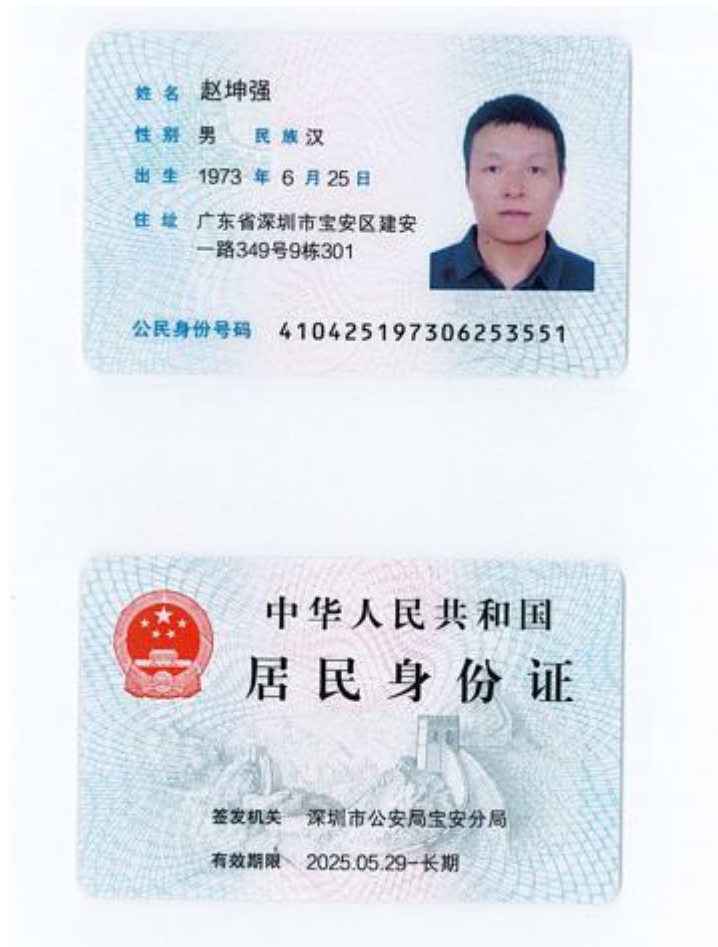 姓名 赵坤强
性别 男 民族 汉
出生 1973 年 6 月 25 日
住址 广东省深圳市宝安区建安
一路349号9栋301
公民身份号码 410425197306253551
中华人民共和国
居民身份证
签发机关 深圳市公安局宝安分局
有效期限 2025.05.29-长期